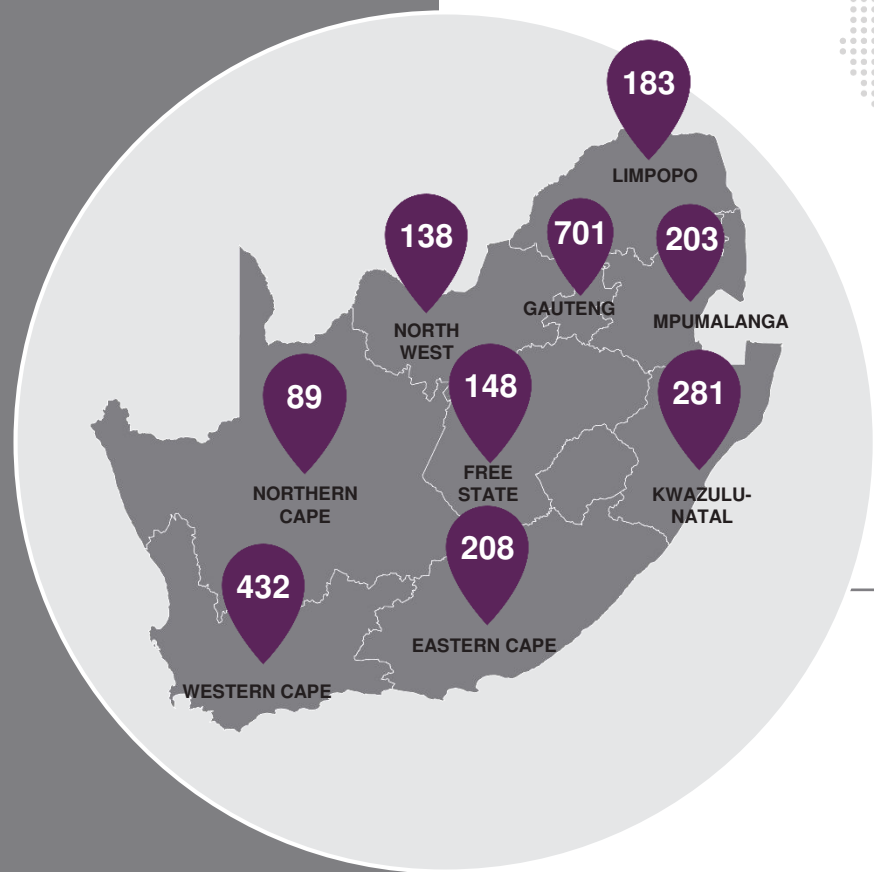 183
LIMPOPO
138
NORTH
WEST
701
GAUTENG
203
MPUMALANGA
89
NORTHERN
CAPE
148
FREE
STATE
281
KWAZULU-
NATAL
432
WESTERN CAPE
208
EASTERN CAPE